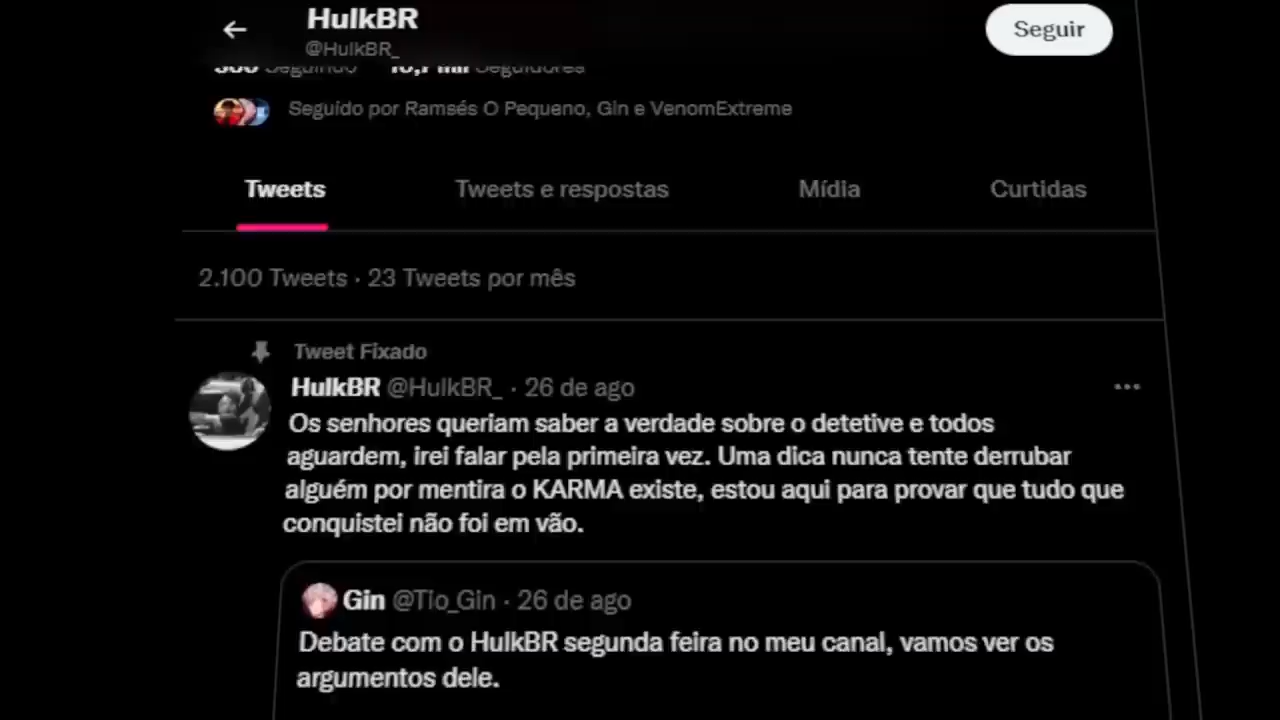 HulkBR
@HulkBR_
Seguir
Seguindo Seguidores
Seguido por Ramsés O Pequeno, Gin e VenomExtreme
Tweets Tweets e respostas Mídia Curtidas
2.100 Tweets · 23 Tweets por mês
Tweet Fixado
HulkBR @HulkBR_ · 26 de ago
Os senhores queriam saber a verdade sobre o detetive e todos
aguardem, irei falar pela primeira vez. Uma dica nunca tente derrubar
alguém por mentira o KARMA existe, estou aqui para provar que tudo que
conquistei não foi em vão.
Gin @Tio_Gin · 26 de ago
Debate com o HulkBR segunda feira no meu canal, vamos ver os
argumentos dele.